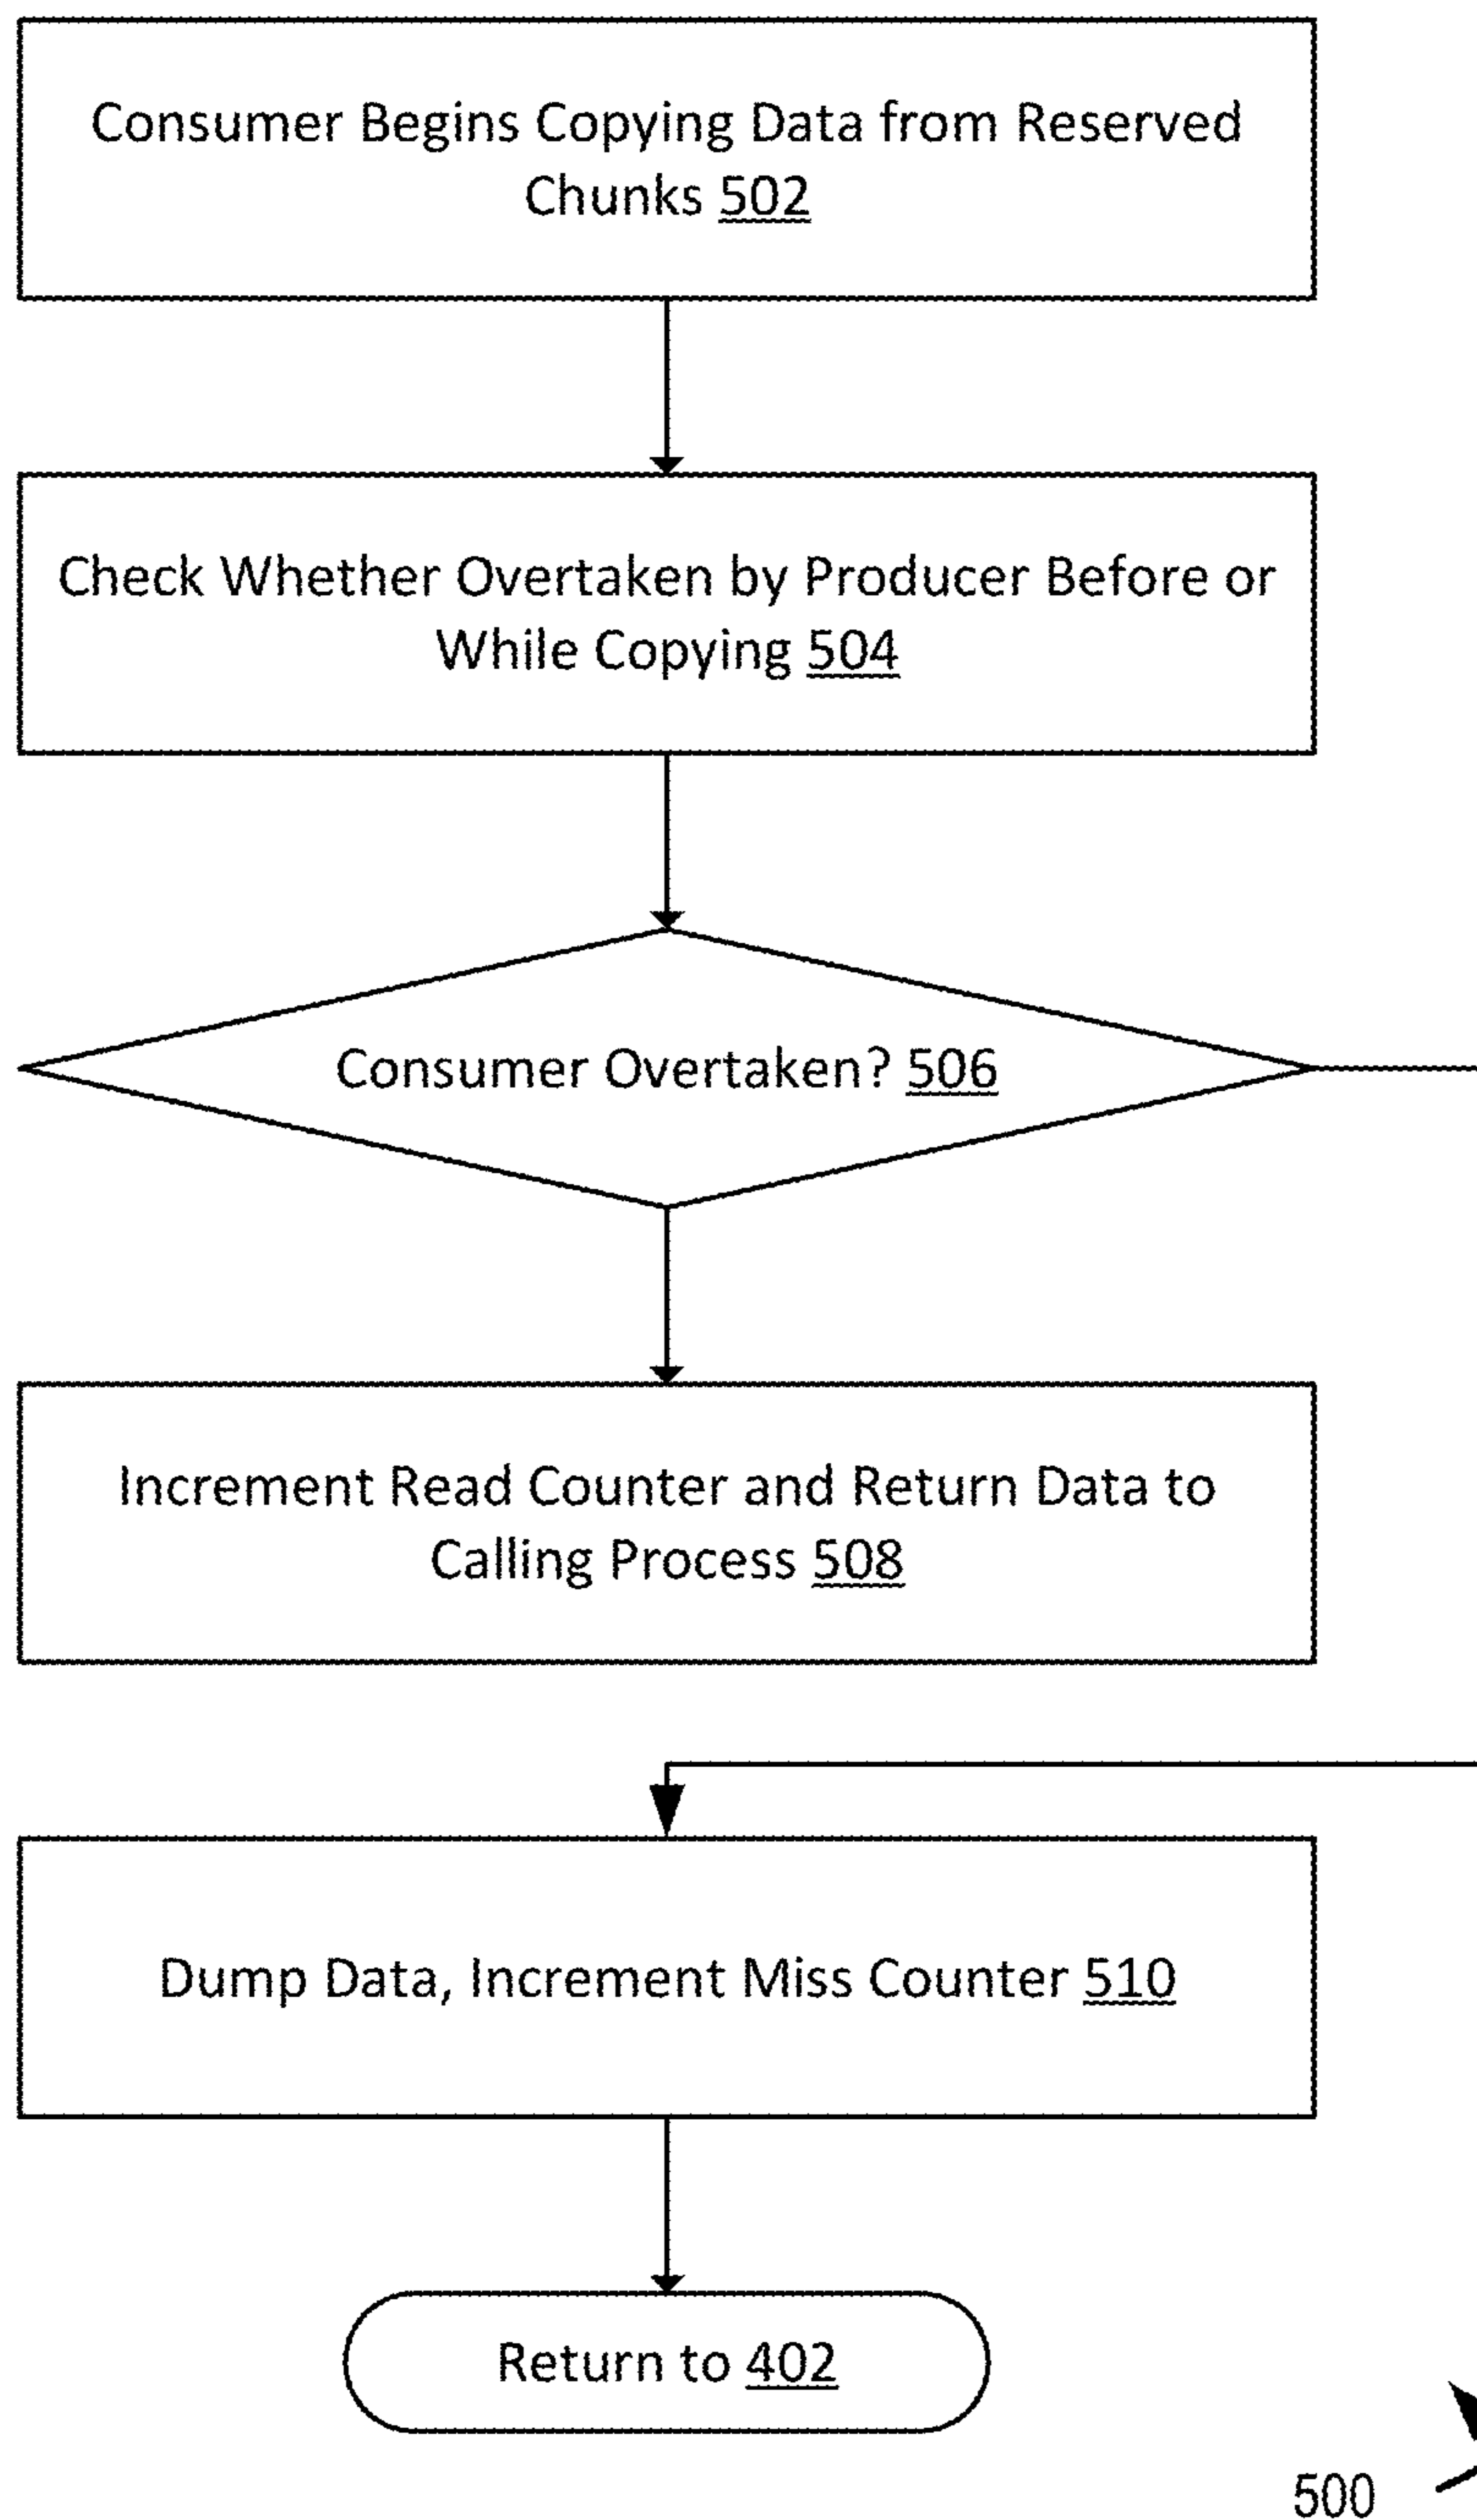 Consumer Begins Copying Data from Reserved
Chunks 502
Check Whether Overtaken by Producer Before or
While Copying 504
Consumer Overtaken? 506
Increment Read Counter and Return Data to
Calling Process 508
Dump Data, Increment Miss Counter 510
Return to 402
500